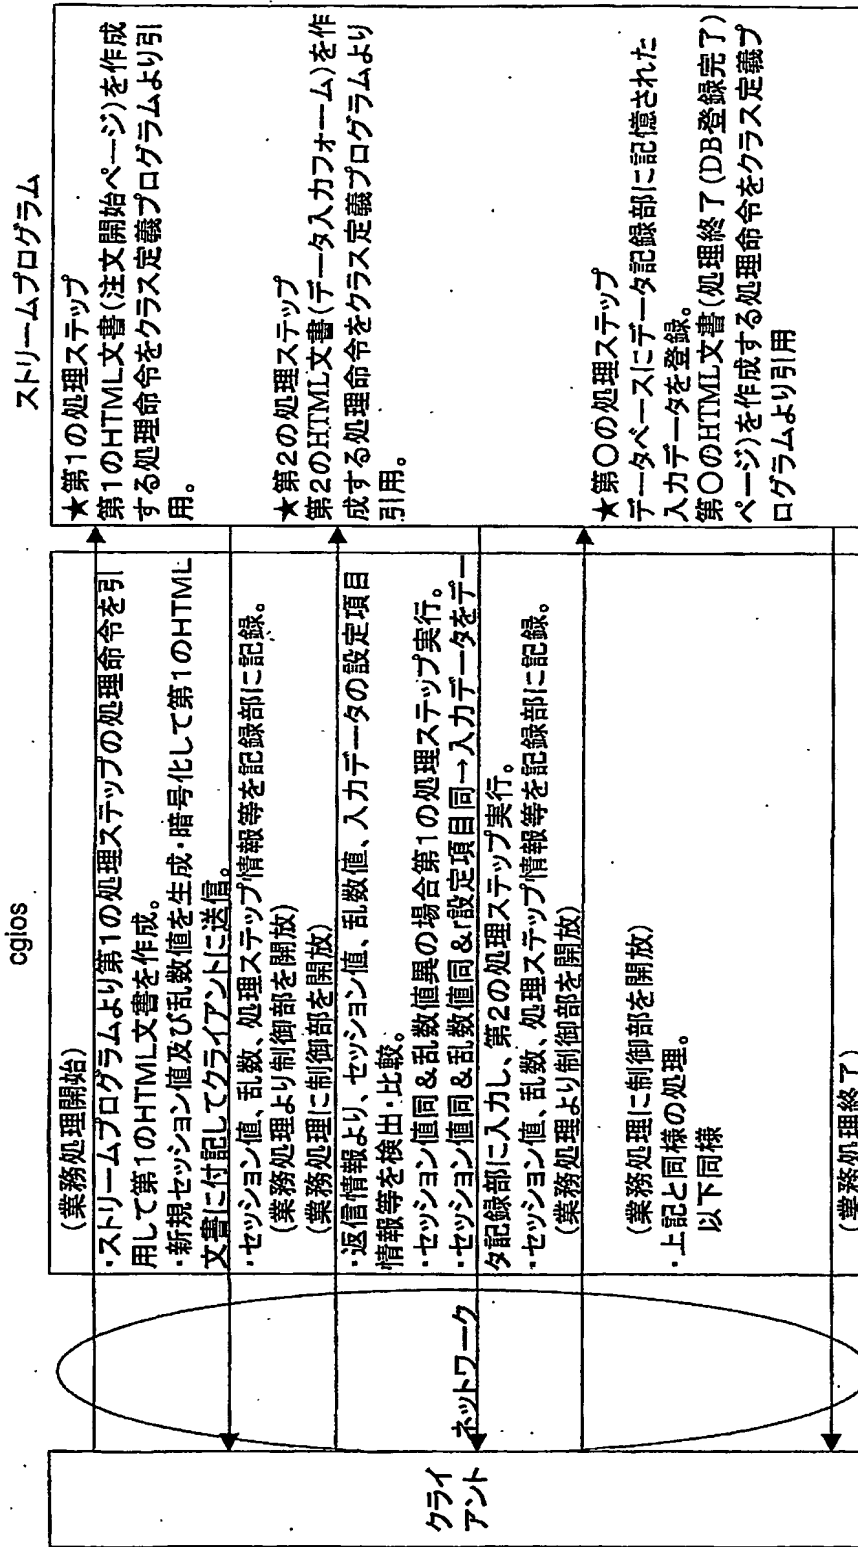 クライ
アント
ネットワーク
cgios
(業務処理開始)
・ストリームプログラムより第1の処理ステップの処理命令を引
用して第1のHTML文書を作成。
・新規セッション値及び乱数値を生成・暗号化して第1のHTML
文書に付記してクライアントに送信。
・セッション値、乱数、処理ステップ情報等を記録部に記録。
(業務処理より制御部を開放)
(業務処理に制御部を開放)
・返信情報より、セッション値、乱数値、入力データの設定項目
情報等を検出・比較。
・セッション値同&乱数値異の場合第1の処理ステップ実行。
・セッション値同&乱数値同&r設定項目同→入力データをデー
タ記録部に入力し、第2の処理ステップ実行。
・セッション値、乱数、処理ステップ情報等を記録部に記録。
(業務処理より制御部を開放)
(業務処理に制御部を開放)
・上記と同様の処理。
以下同様
(業務処理終了)
ストリームプログラム
★第1の処理ステップ
第1のHTML文書(注文開始ページ)を作成
する処理命令をクラス定義プログラムより引
用。
★第2の処理ステップ
第2のHTML文書(データ入力フォーム)を作
成する処理命令をクラス定義プログラムより
引用。
★第〇の処理ステップ
データベースにデータ記録部に記憶された
入力データを登録。
第〇のHTML文書(処理終了(DB登録完了)
ページ)を作成する処理命令をクラス定義プ
ログラムより引用